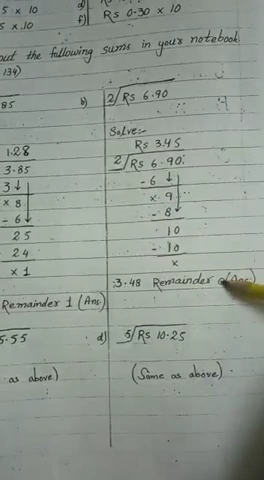 5 x 10
d)
5 x.10
f) Rs 0.30 x 10
out the following sums in your notebook
134)
85
b) 2/Rs 6.90
Solve:-
1.28
Rs 3.45
3.85
2/Rs 6.90
3
- 6
x 8
x 9
- 6
- 8
25
10
24
- 10
x 1
x
3.48 Remainder (Ans)
Remainder 1 (Ans)
5.55
d) 5/Rs 10.25
as above)
(Same as above)